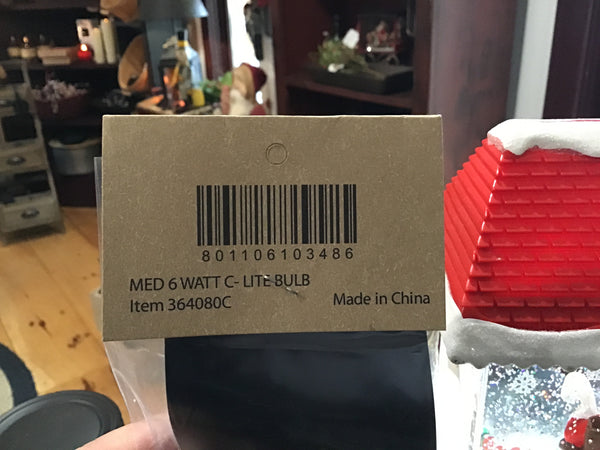 801106103486
MED 6 WATT C- LITE BULB
Item 364080C
Made in China